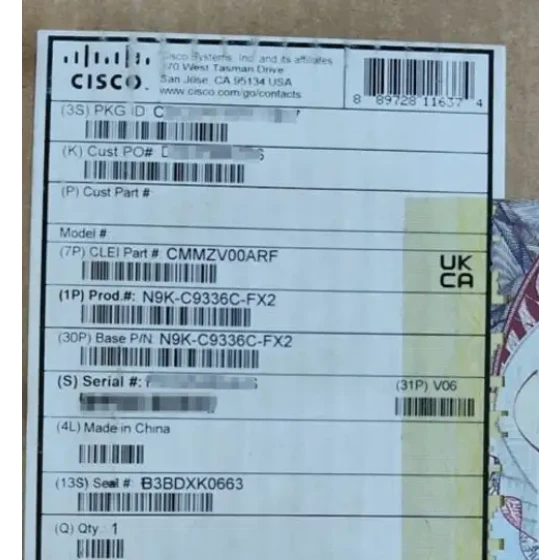 CISCO
Cisco Systems, Inc. and its affiliates
170 West Tasman Drive
San Jose, CA 95134 USA
www.cisco.com/go/contacts
8 89728 11637 4
(3S) PKG ID: C
(K) Cust PO# D
(P) Cust Part #
Model #
(7P) CLEI Part #: CMMZV00ARF
UK
CA
(1P) Prod.#: N9K-C9336C-FX2
(30P) Base P/N: N9K-C9336C-FX2
(S) Serial #:
(31P) V06
(4L) Made in China
(13S) Seal # B3BDXK0663
(Q) Qty : 1